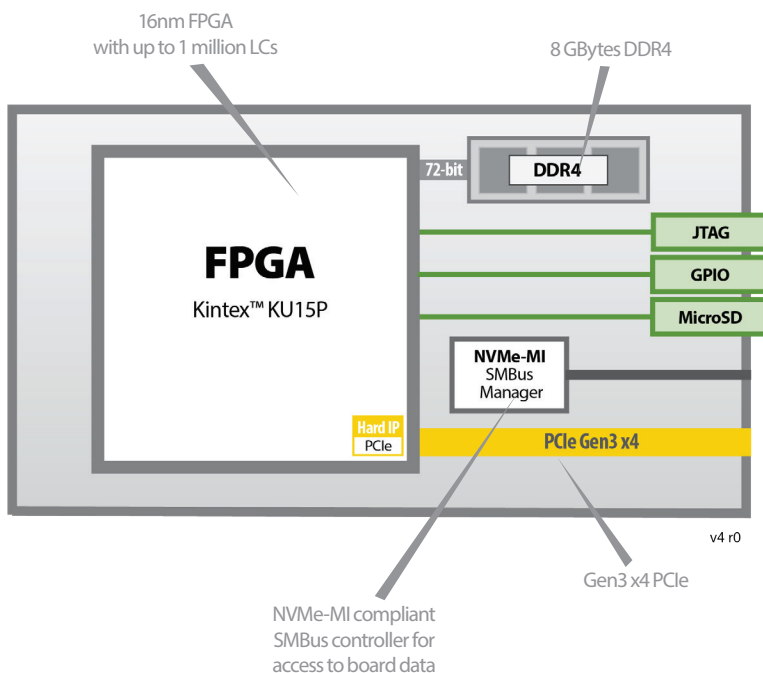 16nm FPGA
with up to 1 million LCs
8 GBytes DDR4
72-bit
DDR4
JTAG
FPGA
GPIO
Kintex™ KU15P
MicroSD
NVMe-MI
SMBus
Manager
Hard IP
PCIe
PCIe Gen3 x4
v4 r0
Gen3 x4 PCIe
NVMe-MI compliant
SMBus controller for
access to board data